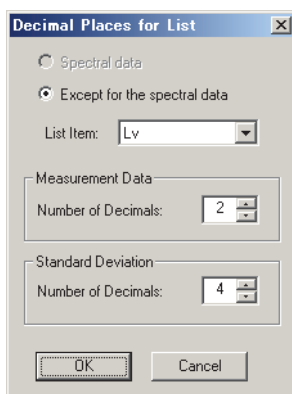 Decimal Places for List
Spectral data
Except for the spectral data
List Item: Lv
Measurement Data
Number of Decimals: 2
Standard Deviation
Number of Decimals: 4
OK Cancel